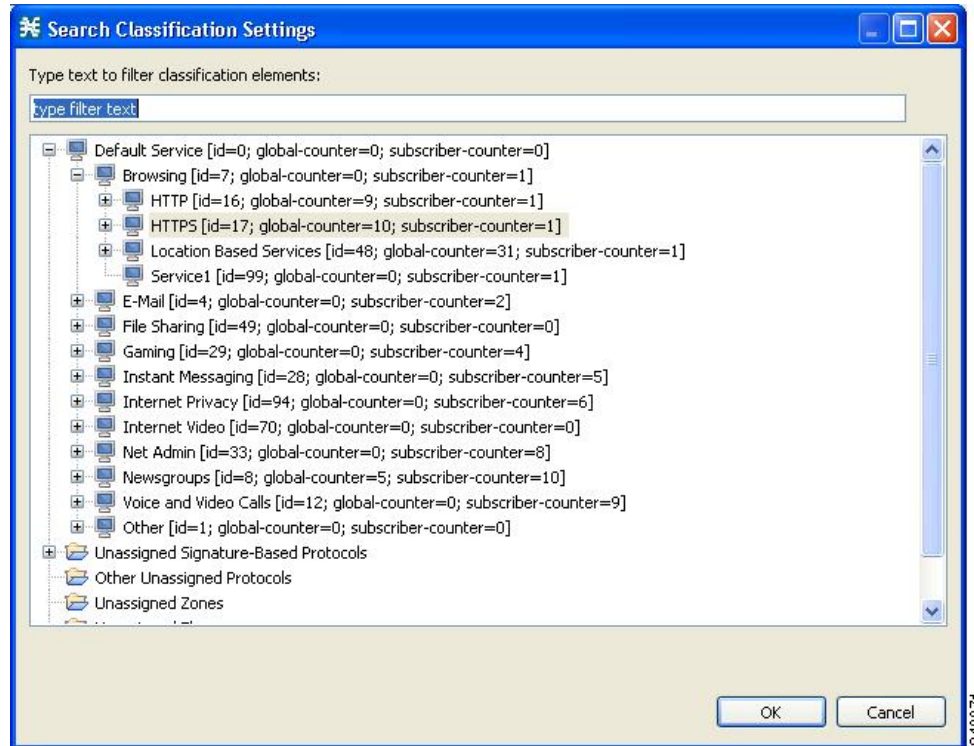 Search Classification Settings
Type text to filter classification elements:
type filter text
Default Service [id=0; global-counter=0; subscriber-counter=0]
Browsing [id=7; global-counter=0; subscriber-counter=1]
HTTP [id=16; global-counter=9; subscriber-counter=1]
HTTPS [id=17; global-counter=10; subscriber-counter=1]
Location Based Services [id=48; global-counter=31; subscriber-counter=1]
Service1 [id=99; global-counter=0; subscriber-counter=1]
E-Mail [id=4; global-counter=0; subscriber-counter=2]
File Sharing [id=49; global-counter=0; subscriber-counter=0]
Gaming [id=29; global-counter=0; subscriber-counter=4]
Instant Messaging [id=28; global-counter=0; subscriber-counter=5]
Internet Privacy [id=94; global-counter=0; subscriber-counter=6]
Internet Video [id=70; global-counter=0; subscriber-counter=0]
Net Admin [id=33; global-counter=0; subscriber-counter=8]
Newsgroups [id=8; global-counter=5; subscriber-counter=10]
Voice and Video Calls [id=12; global-counter=0; subscriber-counter=9]
Other [id=1; global-counter=0; subscriber-counter=0]
Unassigned Signature-Based Protocols
Other Unassigned Protocols
Unassigned Zones
OK
Cancel